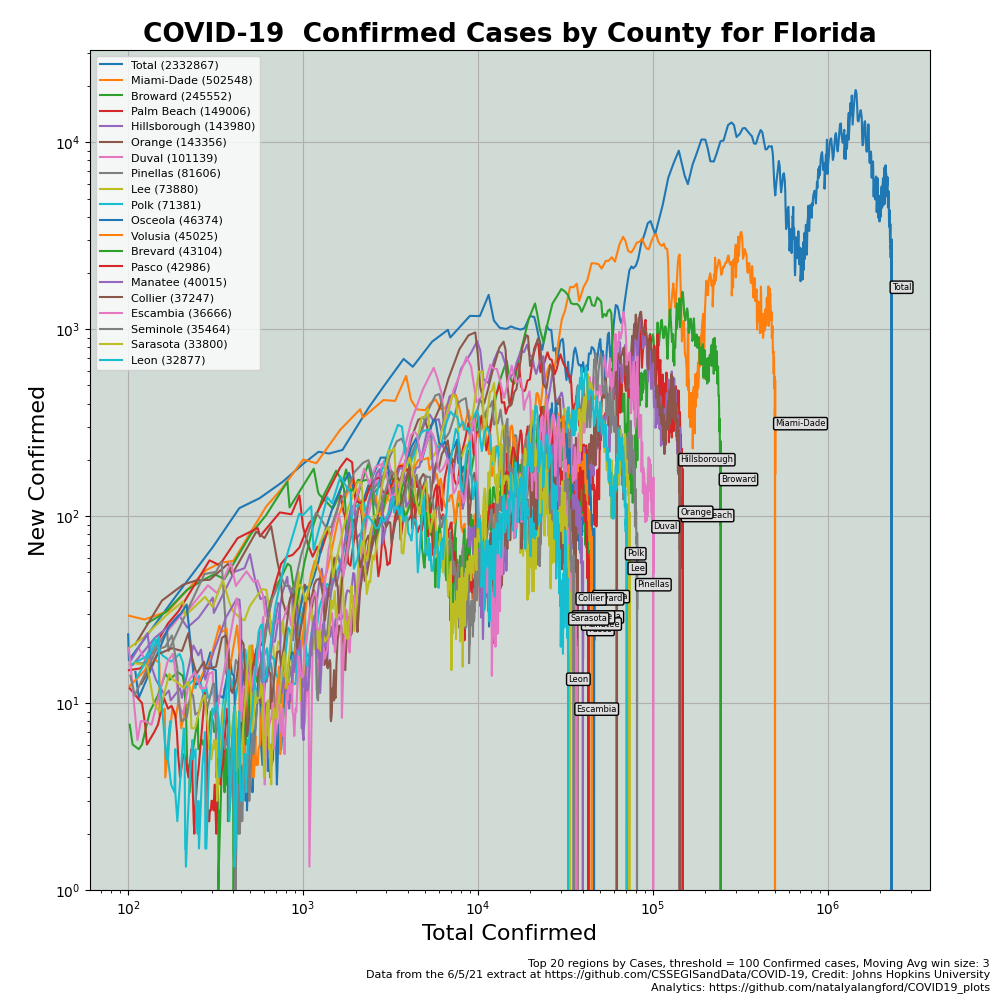 COVID-19  Confirmed Cases by County for Florida
New Confirmed
10^4
10^3
10^2
10^1
10^0
Total (2332867)
Miami-Dade (502548)
Broward (245552)
Palm Beach (149006)
Hillsborough (143980)
Orange (143356)
Duval (101139)
Pinellas (81606)
Lee (73880)
Polk (71381)
Osceola (46374)
Volusia (45025)
Brevard (43104)
Pasco (42986)
Manatee (40015)
Collier (37247)
Escambia (36666)
Seminole (35464)
Sarasota (33800)
Leon (32877)
Total
Miami-Dade
Hillsborough
Broward
Orange
each
Duval
Polk
Lee
Pinellas
Collier
Sarasota
Leon
Escambia
10^2
10^3
10^4
10^5
10^6
Total Confirmed
Top 20 regions by Cases, threshold = 100 Confirmed cases, Moving Avg win size: 3
Data from the 6/5/21 extract at https://github.com/CSSEGISandData/COVID-19, Credit: Johns Hopkins University
Analytics: https://github.com/natalyalangford/COVID19_plots